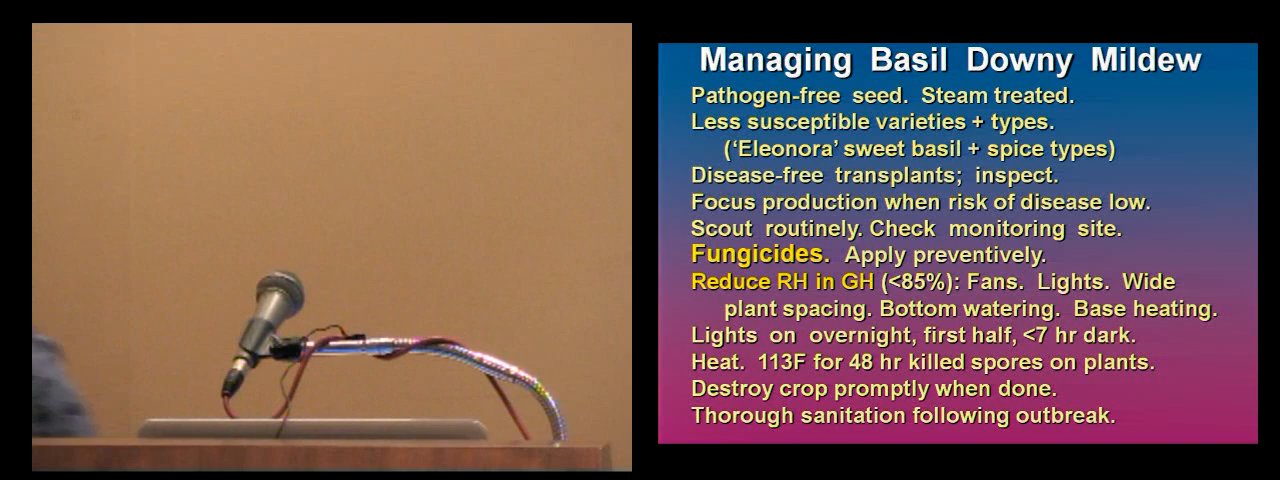 Managing Basil Downy Mildew
Pathogen-free seed. Steam treated.
Less susceptible varieties + types.
(‘Eleonora’ sweet basil + spice types)
Disease-free transplants; inspect.
Focus production when risk of disease low.
Scout routinely. Check monitoring site.
Fungicides. Apply preventively.
Reduce RH in GH (<85%): Fans. Lights. Wide
plant spacing. Bottom watering. Base heating.
Lights on overnight, first half, <7 hr dark.
Heat. 113F for 48 hr killed spores on plants.
Destroy crop promptly when done.
Thorough sanitation following outbreak.